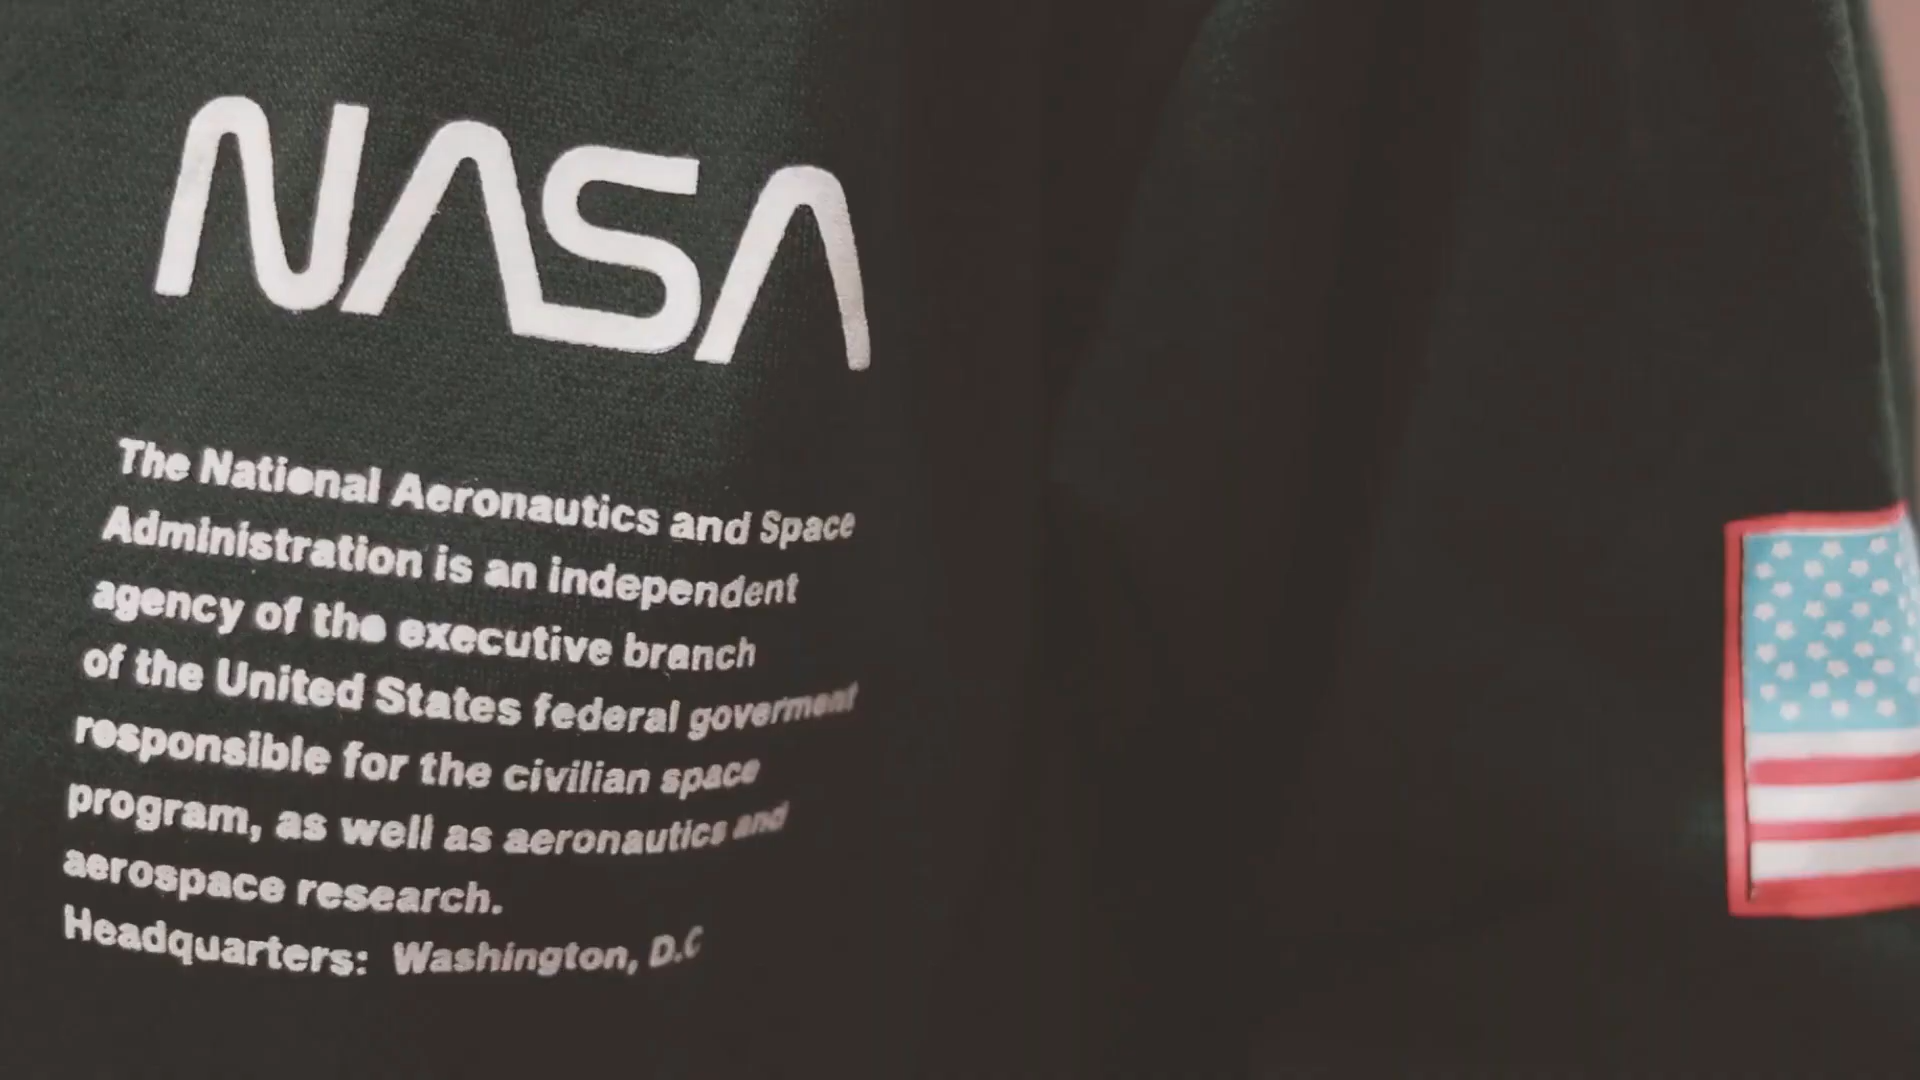 NASA
The National Aeronautics and Space
Administration is an independent
agency of the executive branch
of the United States federal goverment
responsible for the civilian space
program, as well as aeronautics and
aerospace research.
Headquarters: Washington, D.C